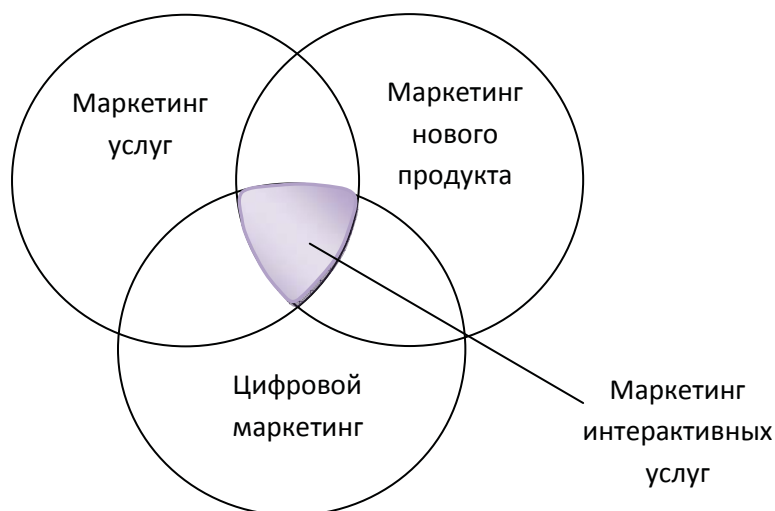 Маркетинг
услуг
Маркетинг
нового
продукта
Цифровой
маркетинг
Маркетинг
интерактивных
услуг